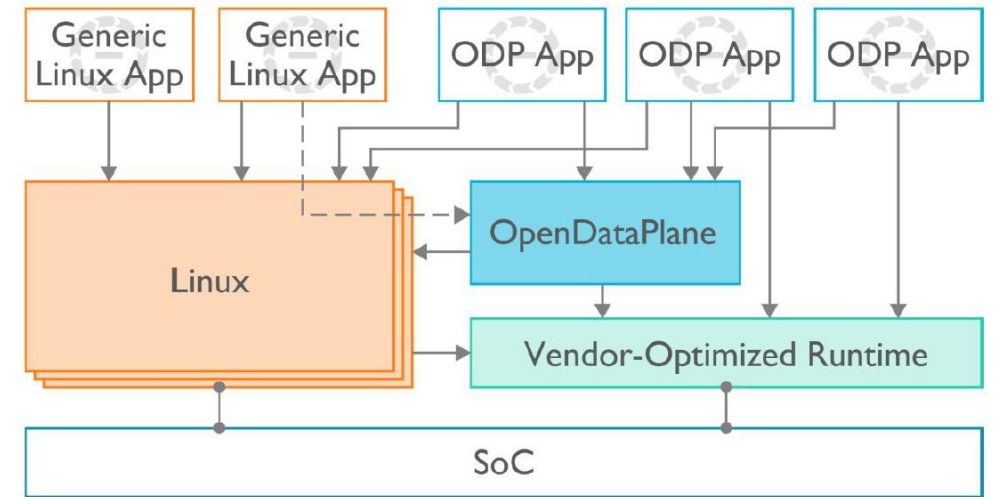 Generic
Linux App
Generic
Linux App
ODP App
ODP App
ODP App
OpenDataPlane
Linux
Vendor-Optimized Runtime
SoC